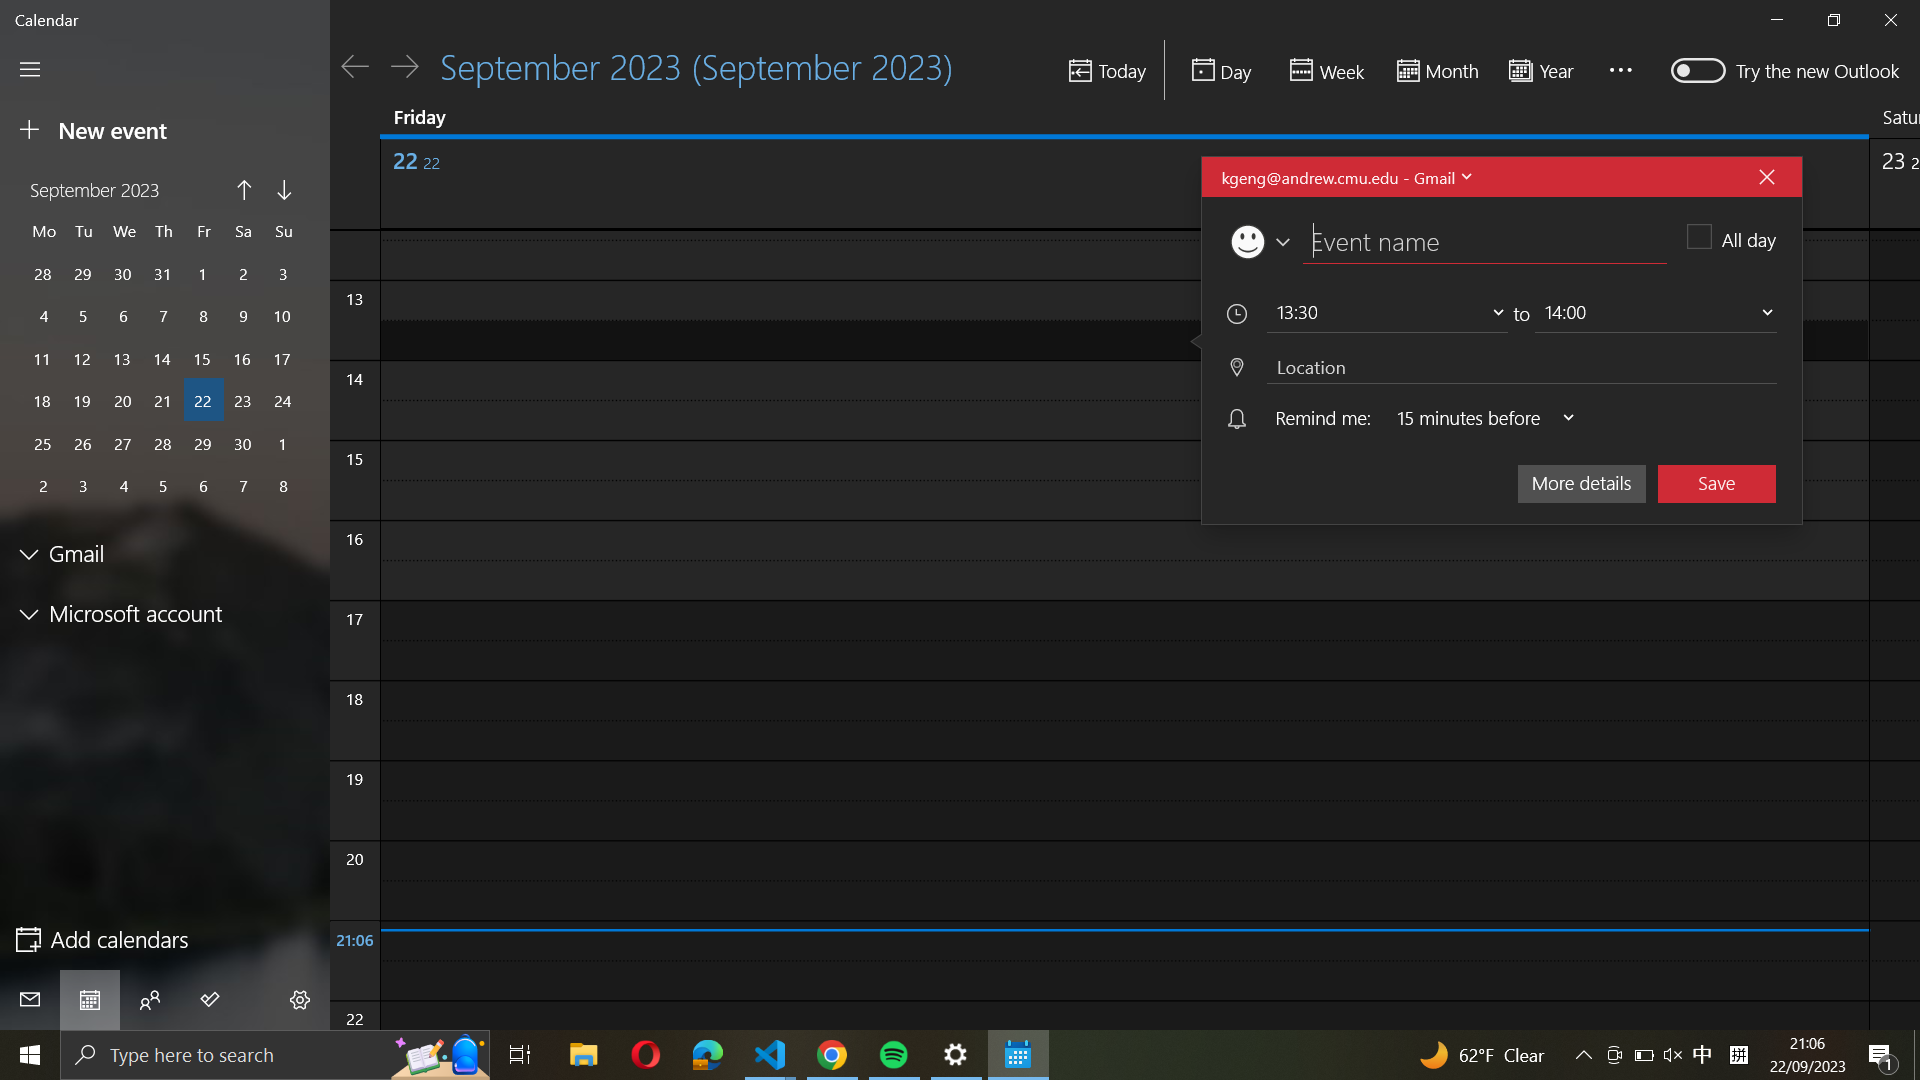 Calendar
New event
September 2023
Mo Tu We Th Fr Sa Su
28 29 30 31 1 2 3
4 5 6 7 8 9 10
11 12 13 14 15 16 17
18 19 20 21 22 23 24
25 26 27 28 29 30 1
2 3 4 5 6 7 8
Gmail
Microsoft account
Add calendars
September 2023 (September 2023)
Today Day Week Month Year Try the new Outlook
Friday Satu
22 22 23 2
13
14
15
16
17
18
19
20
21:06
22
kgeng@andrew.cmu.edu - Gmail
Event name
All day
13:30 to 14:00
Location
Remind me: 15 minutes before
More details Save
Type here to search
62°F Clear
中 拼
21:06
22/09/2023
1